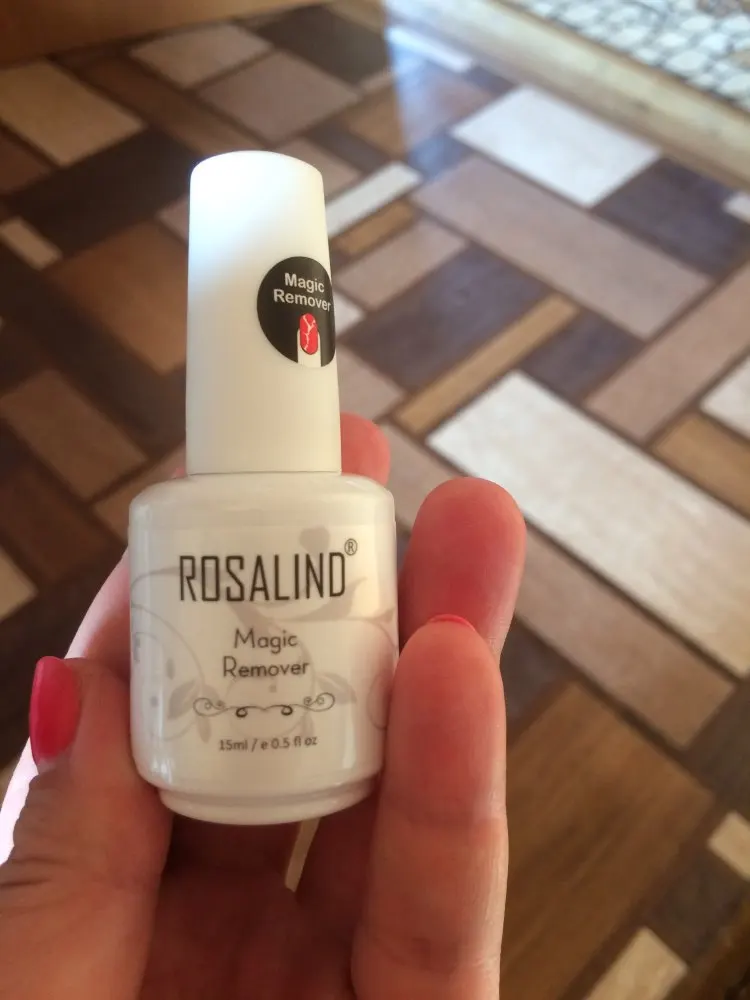 Magic
Remover
ROSALIND®
Magic
Remover
15ml / e 0.5 fl oz